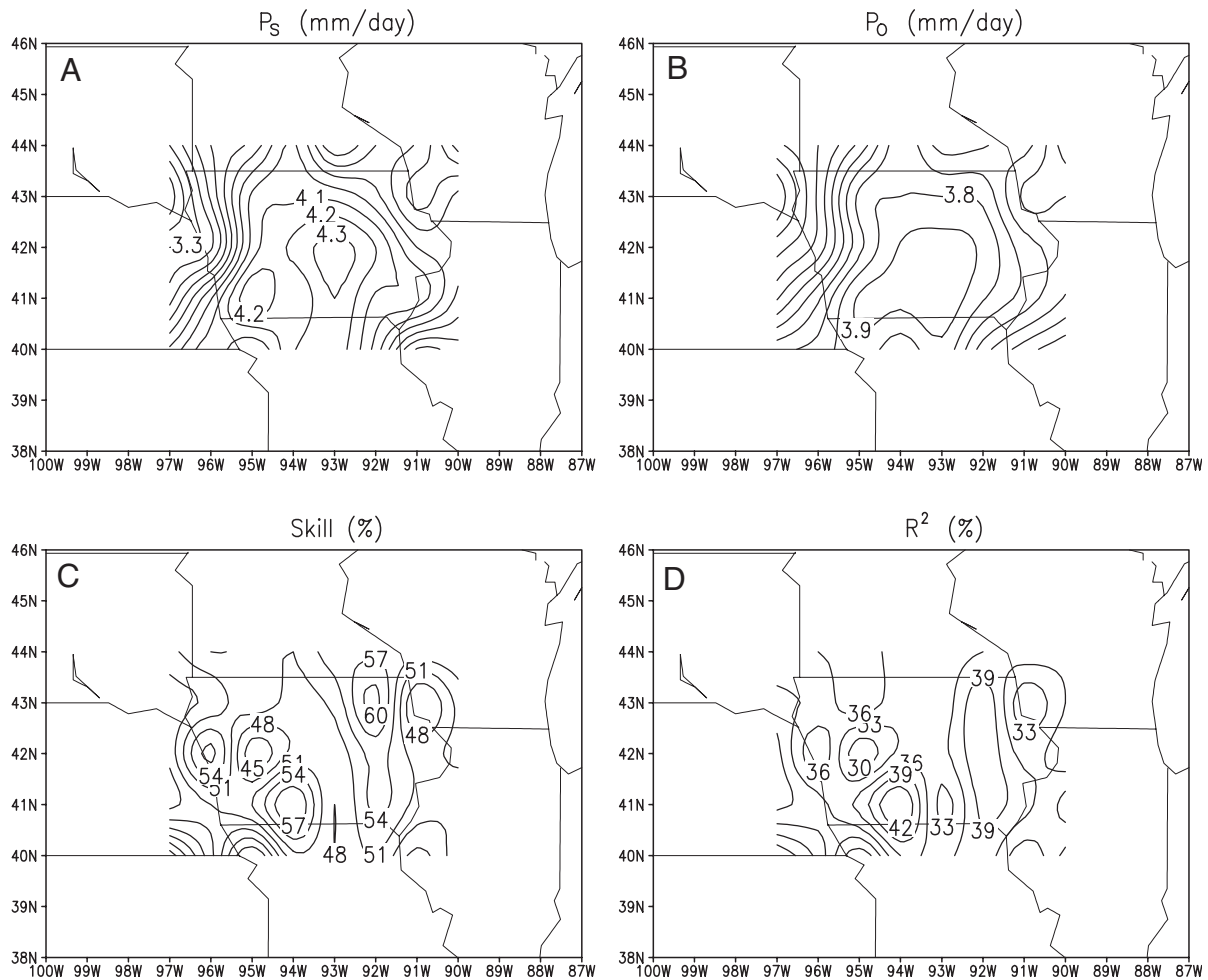 P_S (mm/day)
P_O (mm/day)
A
B
46N
45N
44N
43N
42N
41N
40N
39N
38N
4.1
4.2
4.3
3.3
4.2
100W 99W 98W 97W 96W 95W 94W 93W 92W 91W 90W 89W 88W 87W
46N
45N
44N
43N
42N
41N
40N
39N
38N
3.8
3.9
100W 99W 98W 97W 96W 95W 94W 93W 92W 91W 90W 89W 88W 87W
Skill (%)
R² (%)
C
D
46N
45N
44N
43N
42N
41N
40N
39N
38N
57
51
60
48
48
54
45
51
54
51
57
54
48
51
100W 99W 98W 97W 96W 95W 94W 93W 92W 91W 90W 89W 88W 87W
46N
45N
44N
43N
42N
41N
40N
39N
38N
39
36
33
33
36
30
36
39
42
33
39
100W 99W 98W 97W 96W 95W 94W 93W 92W 91W 90W 89W 88W 87W